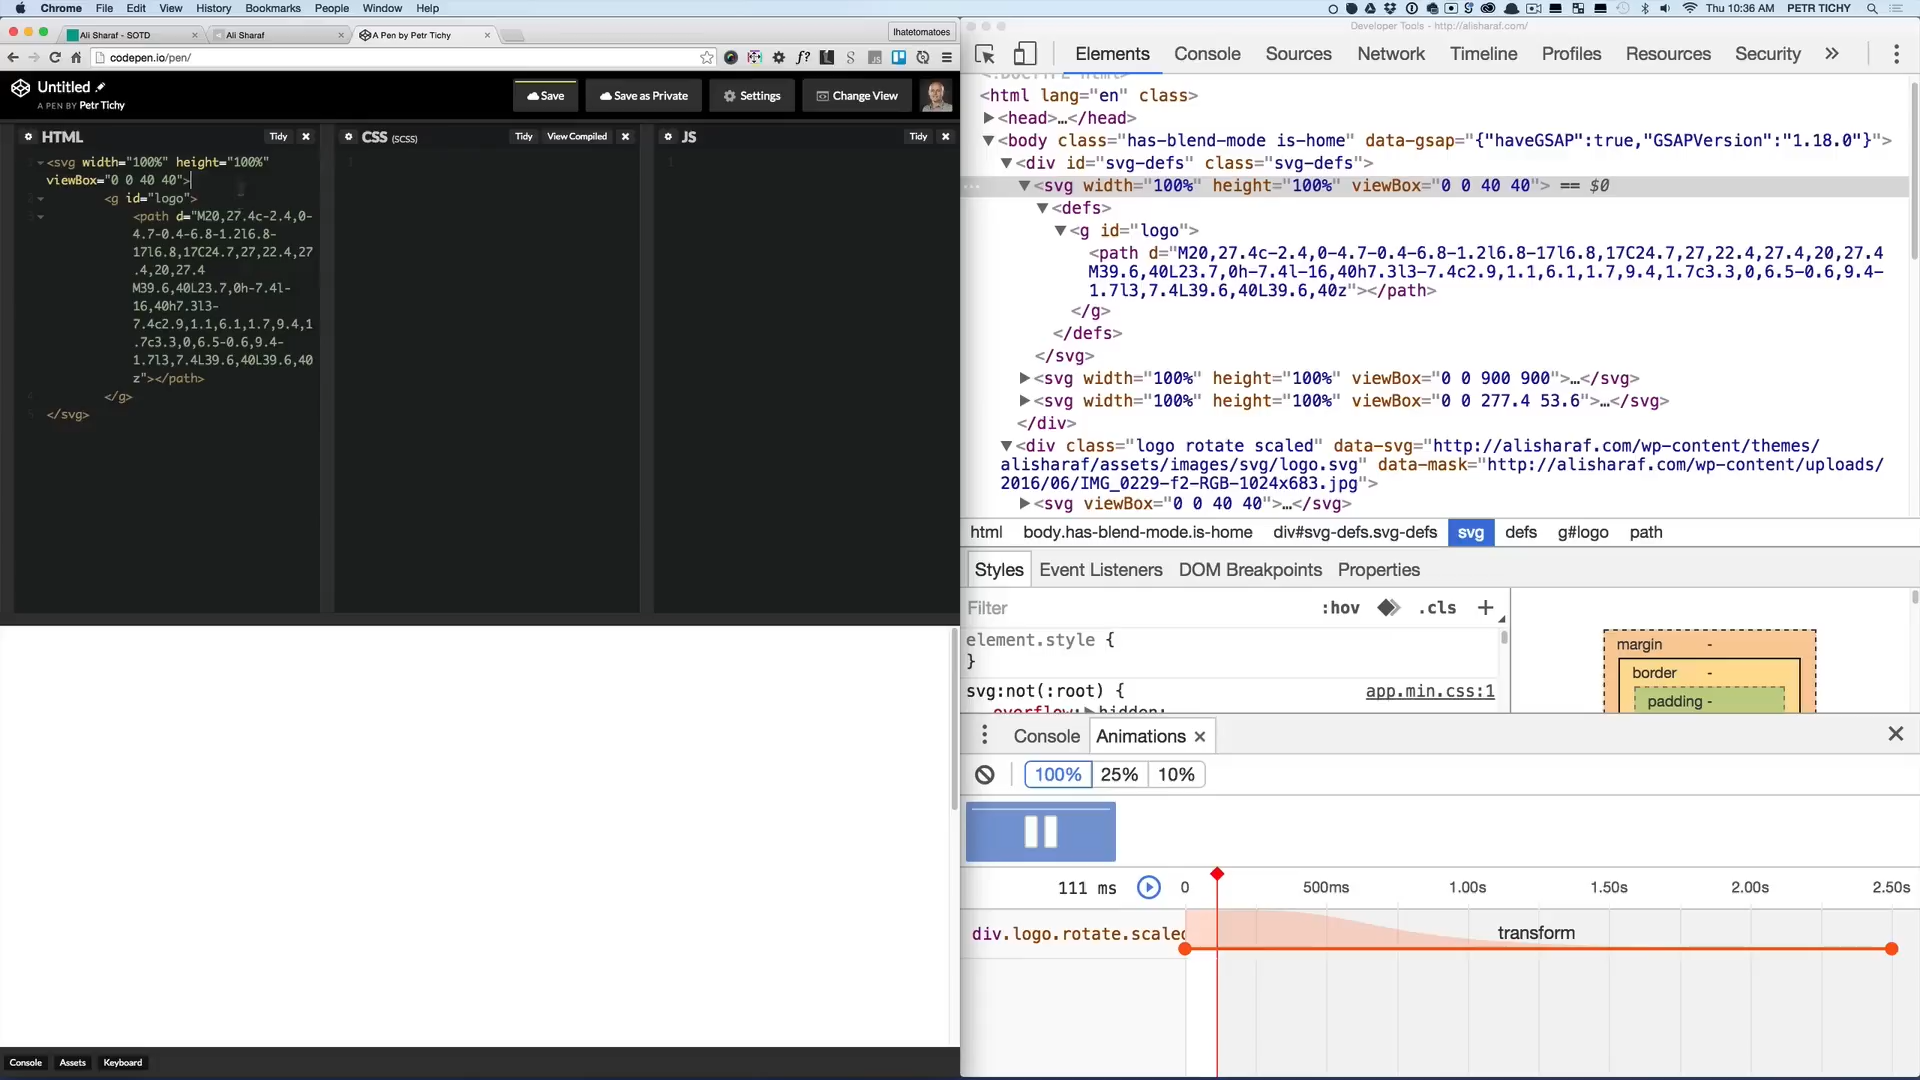 Chrome File Edit View History Bookmarks People Window Help
Thu 10:36 AM PETR TICHY
Ali Sharaf - SOTD
Ali Sharaf
A Pen by Petr Tichy
Ihatetomatoes
codepen.io/pen/
Untitled
A PEN BY Petr Tichy
Save
Save as Private
Settings
Change View
HTML
Tidy
CSS (SCSS)
Tidy
View Compiled
JS
Tidy
<svg width="100%" height="100%"
viewBox="0 0 40 40">
<g id="logo">
<path d="M20,27.4c-2.4,0-
4.7-0.4-6.8-1.2l6.8-
17l6.8,17C24.7,27,22.4,27
.4,20,27.4
M39.6,40L23.7,0h-7.4l-
16,40h7.3l3-
7.4c2.9,1.1,6.1,1.7,9.4,1
.7c3.3,0,6.5-0.6,9.4-
1.7l3,7.4L39.6,40L39.6,40
z"></path>
</g>
</svg>
1
1
Console
Assets
Keyboard
Developer Tools - http://alisharaf.com/
Elements Console Sources Network Timeline Profiles Resources Security
<!DOCTYPE html>
<html lang="en" class>
<head>…</head>
<body class="has-blend-mode is-home" data-gsap="{"haveGSAP":true,"GSAPVersion":"1.18.0"}">
<div id="svg-defs" class="svg-defs">
<svg width="100%" height="100%" viewBox="0 0 40 40"> == $0
<defs>
<g id="logo">
<path d="M20,27.4c-2.4,0-4.7-0.4-6.8-1.2l6.8-17l6.8,17C24.7,27,22.4,27.4,20,27.4
M39.6,40L23.7,0h-7.4l-16,40h7.3l3-7.4c2.9,1.1,6.1,1.7,9.4,1.7c3.3,0,6.5-0.6,9.4-
1.7l3,7.4L39.6,40L39.6,40z"></path>
</g>
</defs>
</svg>
<svg width="100%" height="100%" viewBox="0 0 900 900">…</svg>
<svg width="100%" height="100%" viewBox="0 0 277.4 53.6">…</svg>
</div>
<div class="logo rotate scaled" data-svg="http://alisharaf.com/wp-content/themes/
alisharaf/assets/images/svg/logo.svg" data-mask="http://alisharaf.com/wp-content/uploads/
2016/06/IMG_0229-f2-RGB-1024x683.jpg">
<svg viewBox="0 0 40 40">…</svg>
html body.has-blend-mode.is-home div#svg-defs.svg-defs svg defs g#logo path
Styles Event Listeners DOM Breakpoints Properties
Filter
:hov .cls +
element.style {
}
svg:not(:root) {
app.min.css:1
overflow: hidden;
margin -
border -
padding -
Console
Animations
100% 25% 10%
111 ms
0 500ms 1.00s 1.50s 2.00s 2.50s
div.logo.rotate.scaled
transform